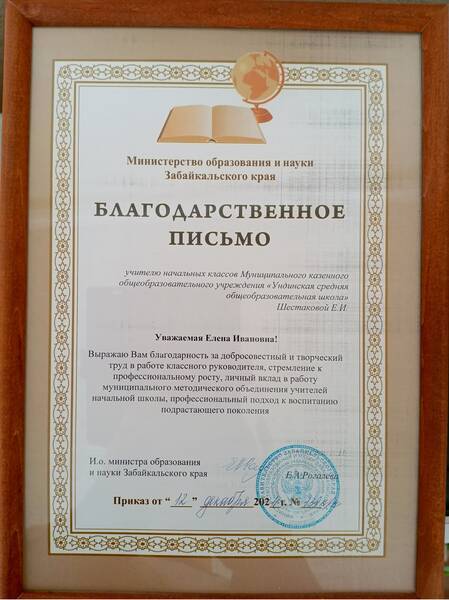 Министерство образования и науки
Забайкальского края
БЛАГОДАРСТВЕННОЕ
ПИСЬМО
учителю начальных классов Муниципального казенного
общеобразовательного учреждения «Ундинская средняя
общеобразовательная школа»
Шестаковой Е.И.
Уважаемая Елена Ивановна!
Выражаю Вам благодарность за добросовестный и творческий
труд в работе классного руководителя, стремление к
профессиональному росту, личный вклад в работу
муниципального методического объединения учителей
начальной школы, профессиональный подход к воспитанию
подрастающего поколения
И.о. министра образования
и науки Забайкальского края
Е.А.Рогалева
Приказ от “ 12 ” декабря 202 г. №